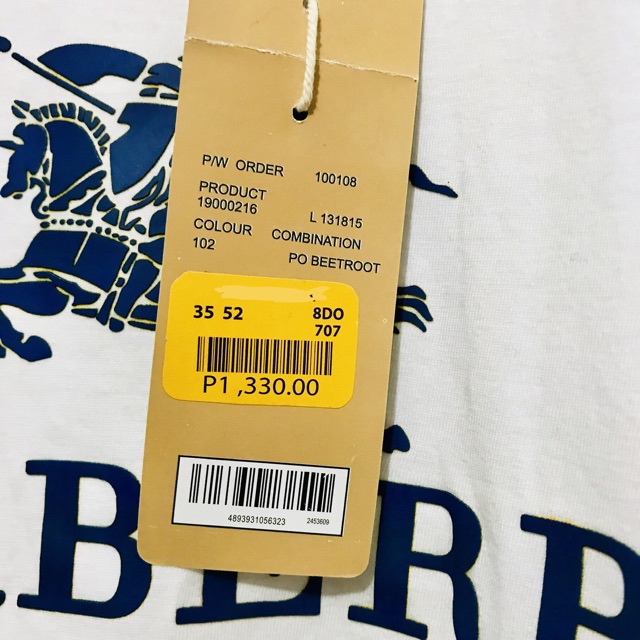 P/W ORDER 100108
PRODUCT
19000216 L 131815
COLOUR COMBINATION
102 PO BEETROOT
35 52 8DO
707
P1,330.00
4893931056323 2453609
BERR